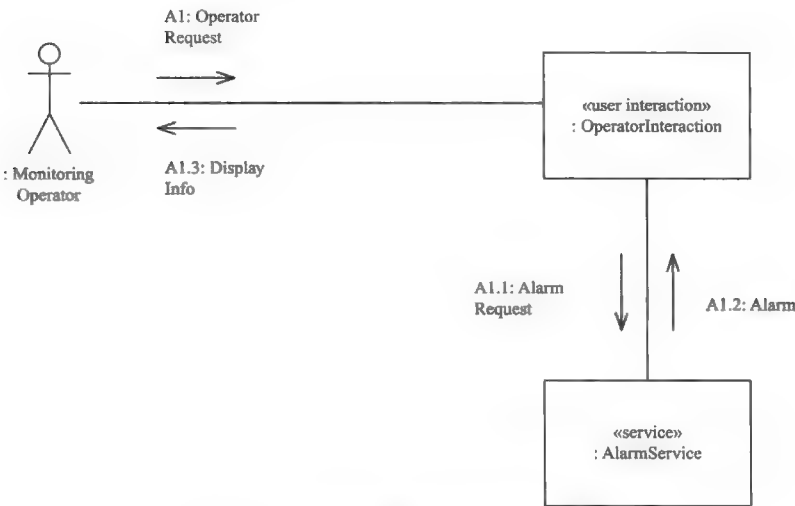 A1: Operator
Request
«user interaction»
: OperatorInteraction
A1.3: Display
Info
: Monitoring
Operator
A1.1: Alarm
Request
A1.2: Alarm
«service»
: AlarmService